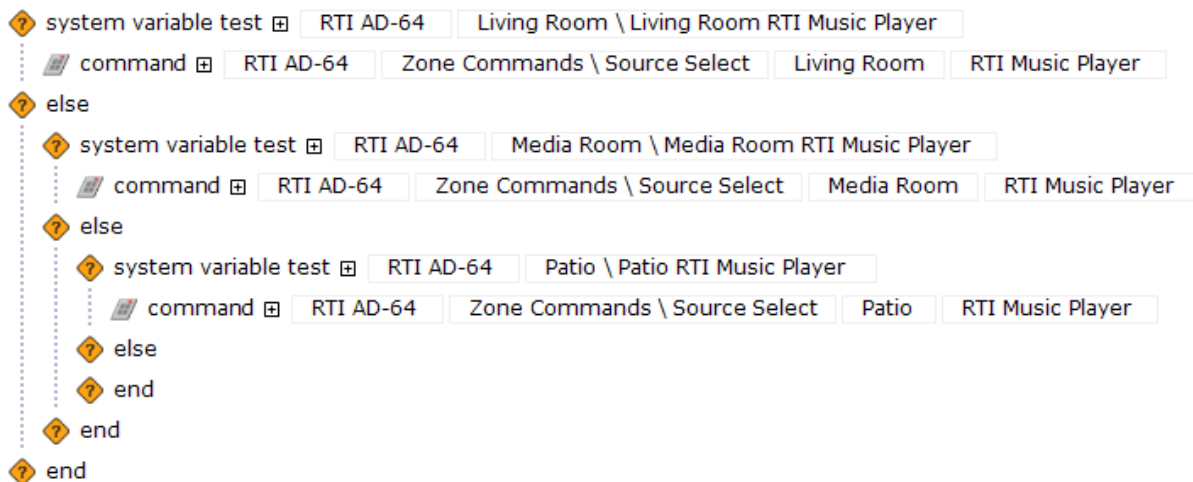 system variable test RTI AD-64 Living Room \ Living Room RTI Music Player
command RTI AD-64 Zone Commands \ Source Select Living Room RTI Music Player
else
system variable test RTI AD-64 Media Room \ Media Room RTI Music Player
command RTI AD-64 Zone Commands \ Source Select Media Room RTI Music Player
else
system variable test RTI AD-64 Patio \ Patio RTI Music Player
command RTI AD-64 Zone Commands \ Source Select Patio RTI Music Player
else
end
end
end